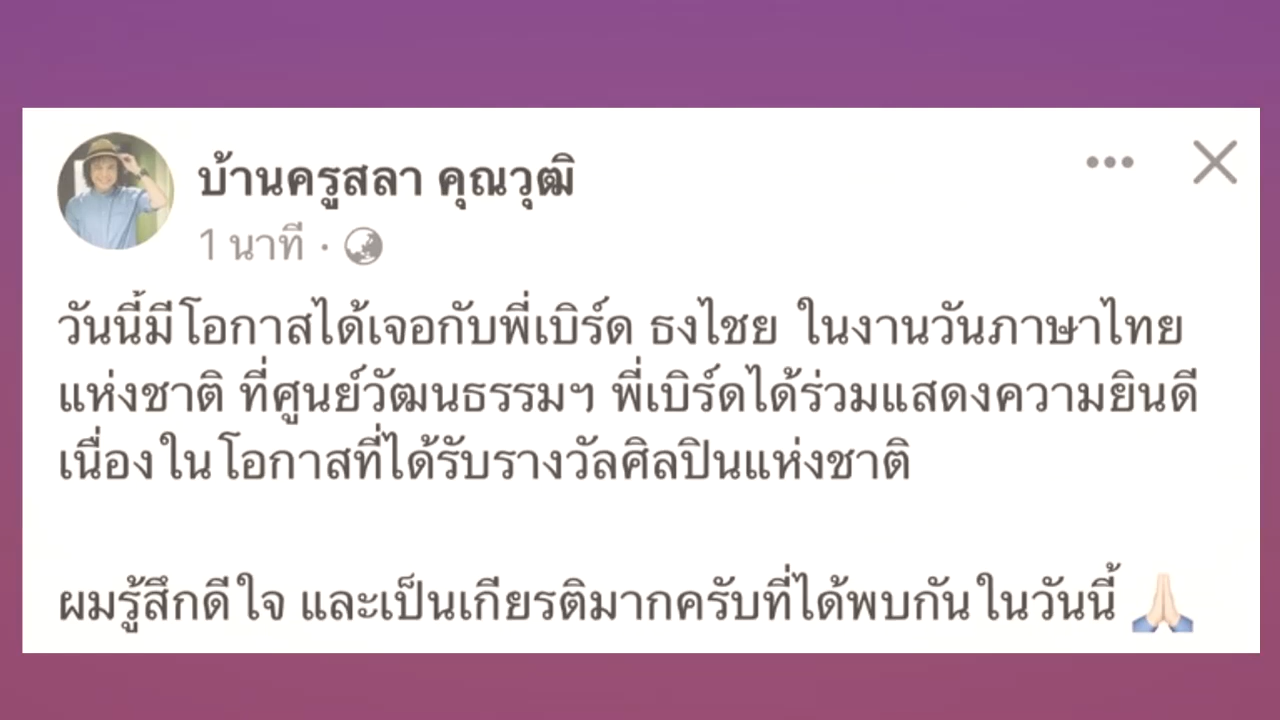 บ้านครูสลา คุณวุฒิ
1 นาที ·
วันนี้มีโอกาสได้เจอกับพี่เบิร์ด ธงไชย ในงานวันภาษาไทย
แห่งชาติ ที่ศูนย์วัฒนธรรมฯ พี่เบิร์ดได้ร่วมแสดงความยินดี
เนื่องในโอกาสที่ได้รับรางวัลศิลปินแห่งชาติ
ผมรู้สึกดีใจ และเป็นเกียรติมากครับที่ได้พบกันในวันนี้ 🙏🏻